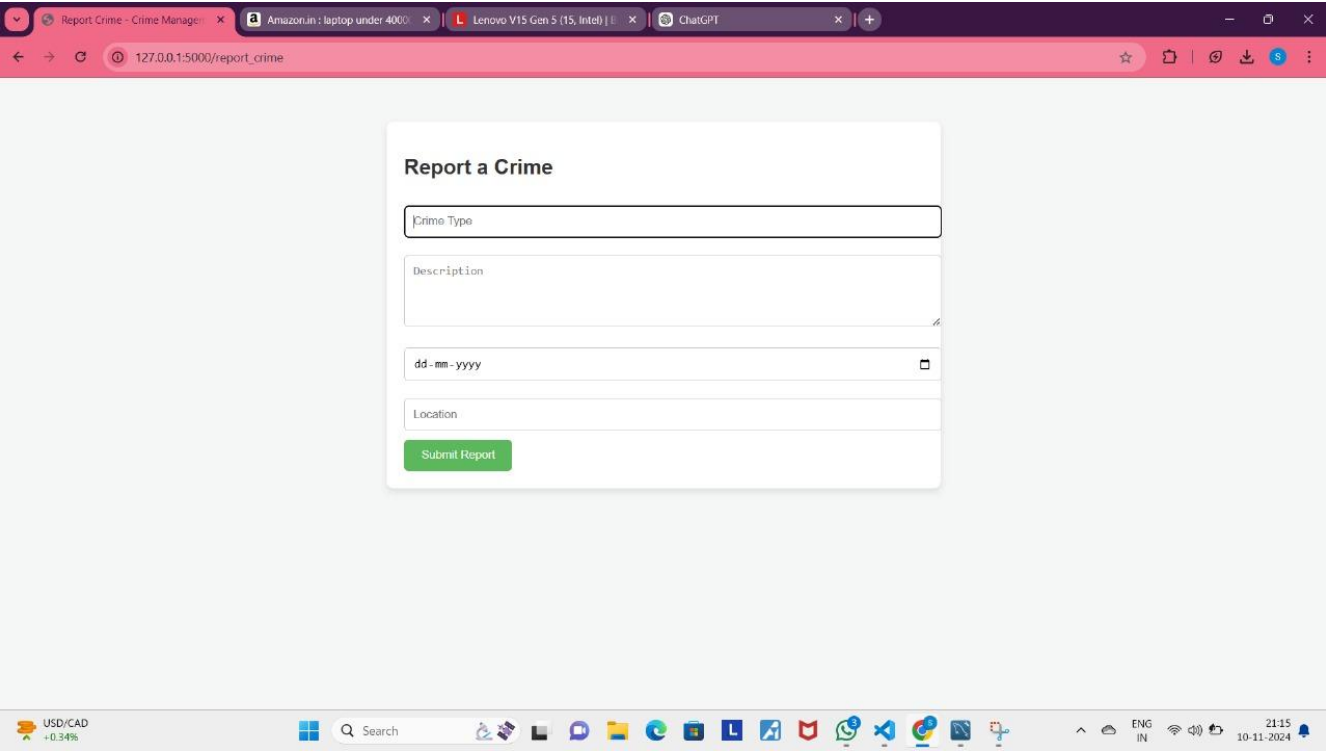 Report Crime - Crime Manager
Amazon.in : laptop under 4000
Lenovo V15 Gen 5 (15, Intel) |
ChatGPT
127.0.0.1:5000/report_crime
S
Report a Crime
Crime Type
Description
dd-mm-yyyy
Location
Submit Report
USD/CAD
+0.34%
Search
ENG
IN
21:15
10-11-2024